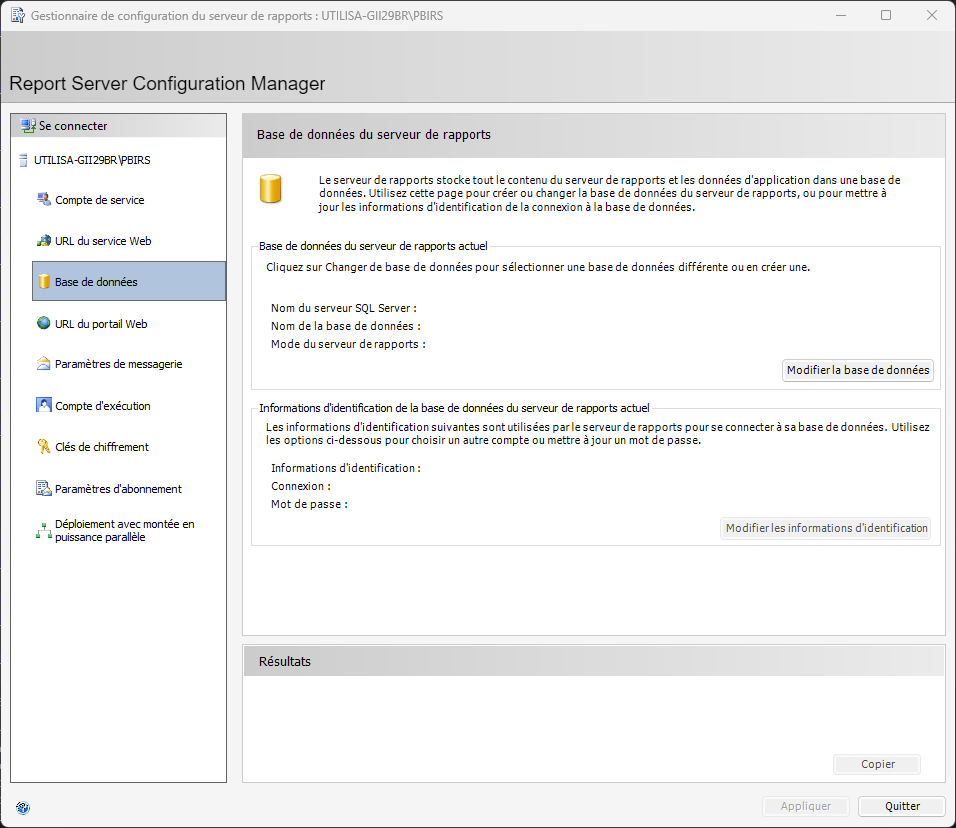 Gestionnaire de configuration du serveur de rapports : UTILISA-GII29BR\PBIRS
Report Server Configuration Manager
Se connecter
UTILISA-GII29BR\PBIRS
Compte de service
URL du service Web
Base de données
URL du portail Web
Paramètres de messagerie
Compte d'exécution
Clés de chiffrement
Paramètres d'abonnement
Déploiement avec montée en
puissance parallèle
Base de données du serveur de rapports
Le serveur de rapports stocke tout le contenu du serveur de rapports et les données d'application dans une base de
données. Utilisez cette page pour créer ou changer la base de données du serveur de rapports, ou pour mettre à
jour les informations d'identification de la connexion à la base de données.
Base de données du serveur de rapports actuel
Cliquez sur Changer de base de données pour sélectionner une base de données différente ou en créer une.
Nom du serveur SQL Server :
Nom de la base de données :
Mode du serveur de rapports :
Modifier la base de données
Informations d'identification de la base de données du serveur de rapports actuel
Les informations d'identification suivantes sont utilisées par le serveur de rapports pour se connecter à sa base de données. Utilisez
les options ci-dessous pour choisir un autre compte ou mettre à jour un mot de passe.
Informations d'identification :
Connexion :
Mot de passe :
Modifier les informations d'identification
Résultats
Copier
Appliquer
Quitter